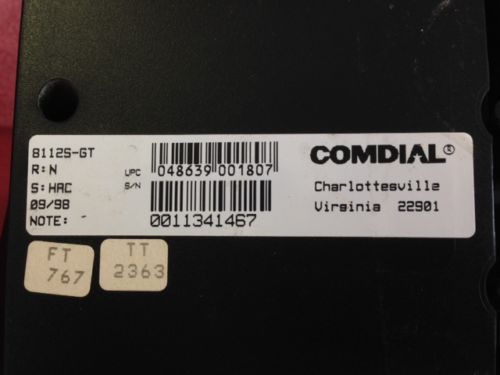 8112S-GT
R: N
S: HAC
09/98
NOTE: -
UPC
048639 001807
S/N
0011341467
COMDIAL®
Charlottesville
Virginia 22901
FT
767
TT
2363